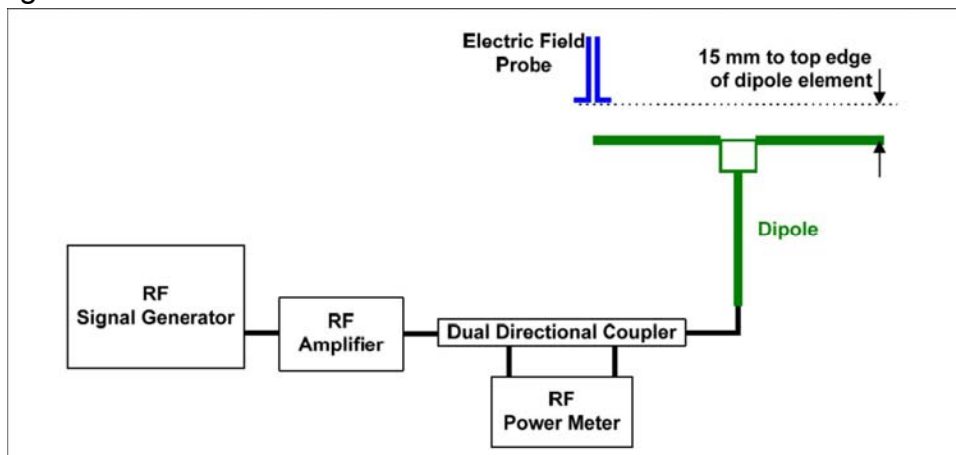 Electric Field
Probe
15 mm to top edge
of dipole element
Dipole
RF
Signal Generator
RF
Amplifier
Dual Directional Coupler
RF
Power Meter